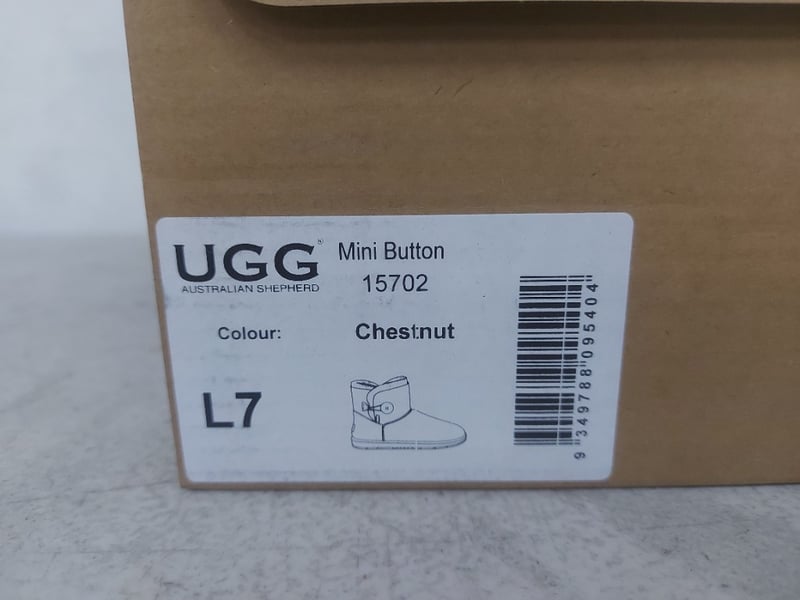 UGG®
AUSTRALIAN SHEPHERD
Mini Button
15702
Colour:
Chestnut
L7
9 349788 095404